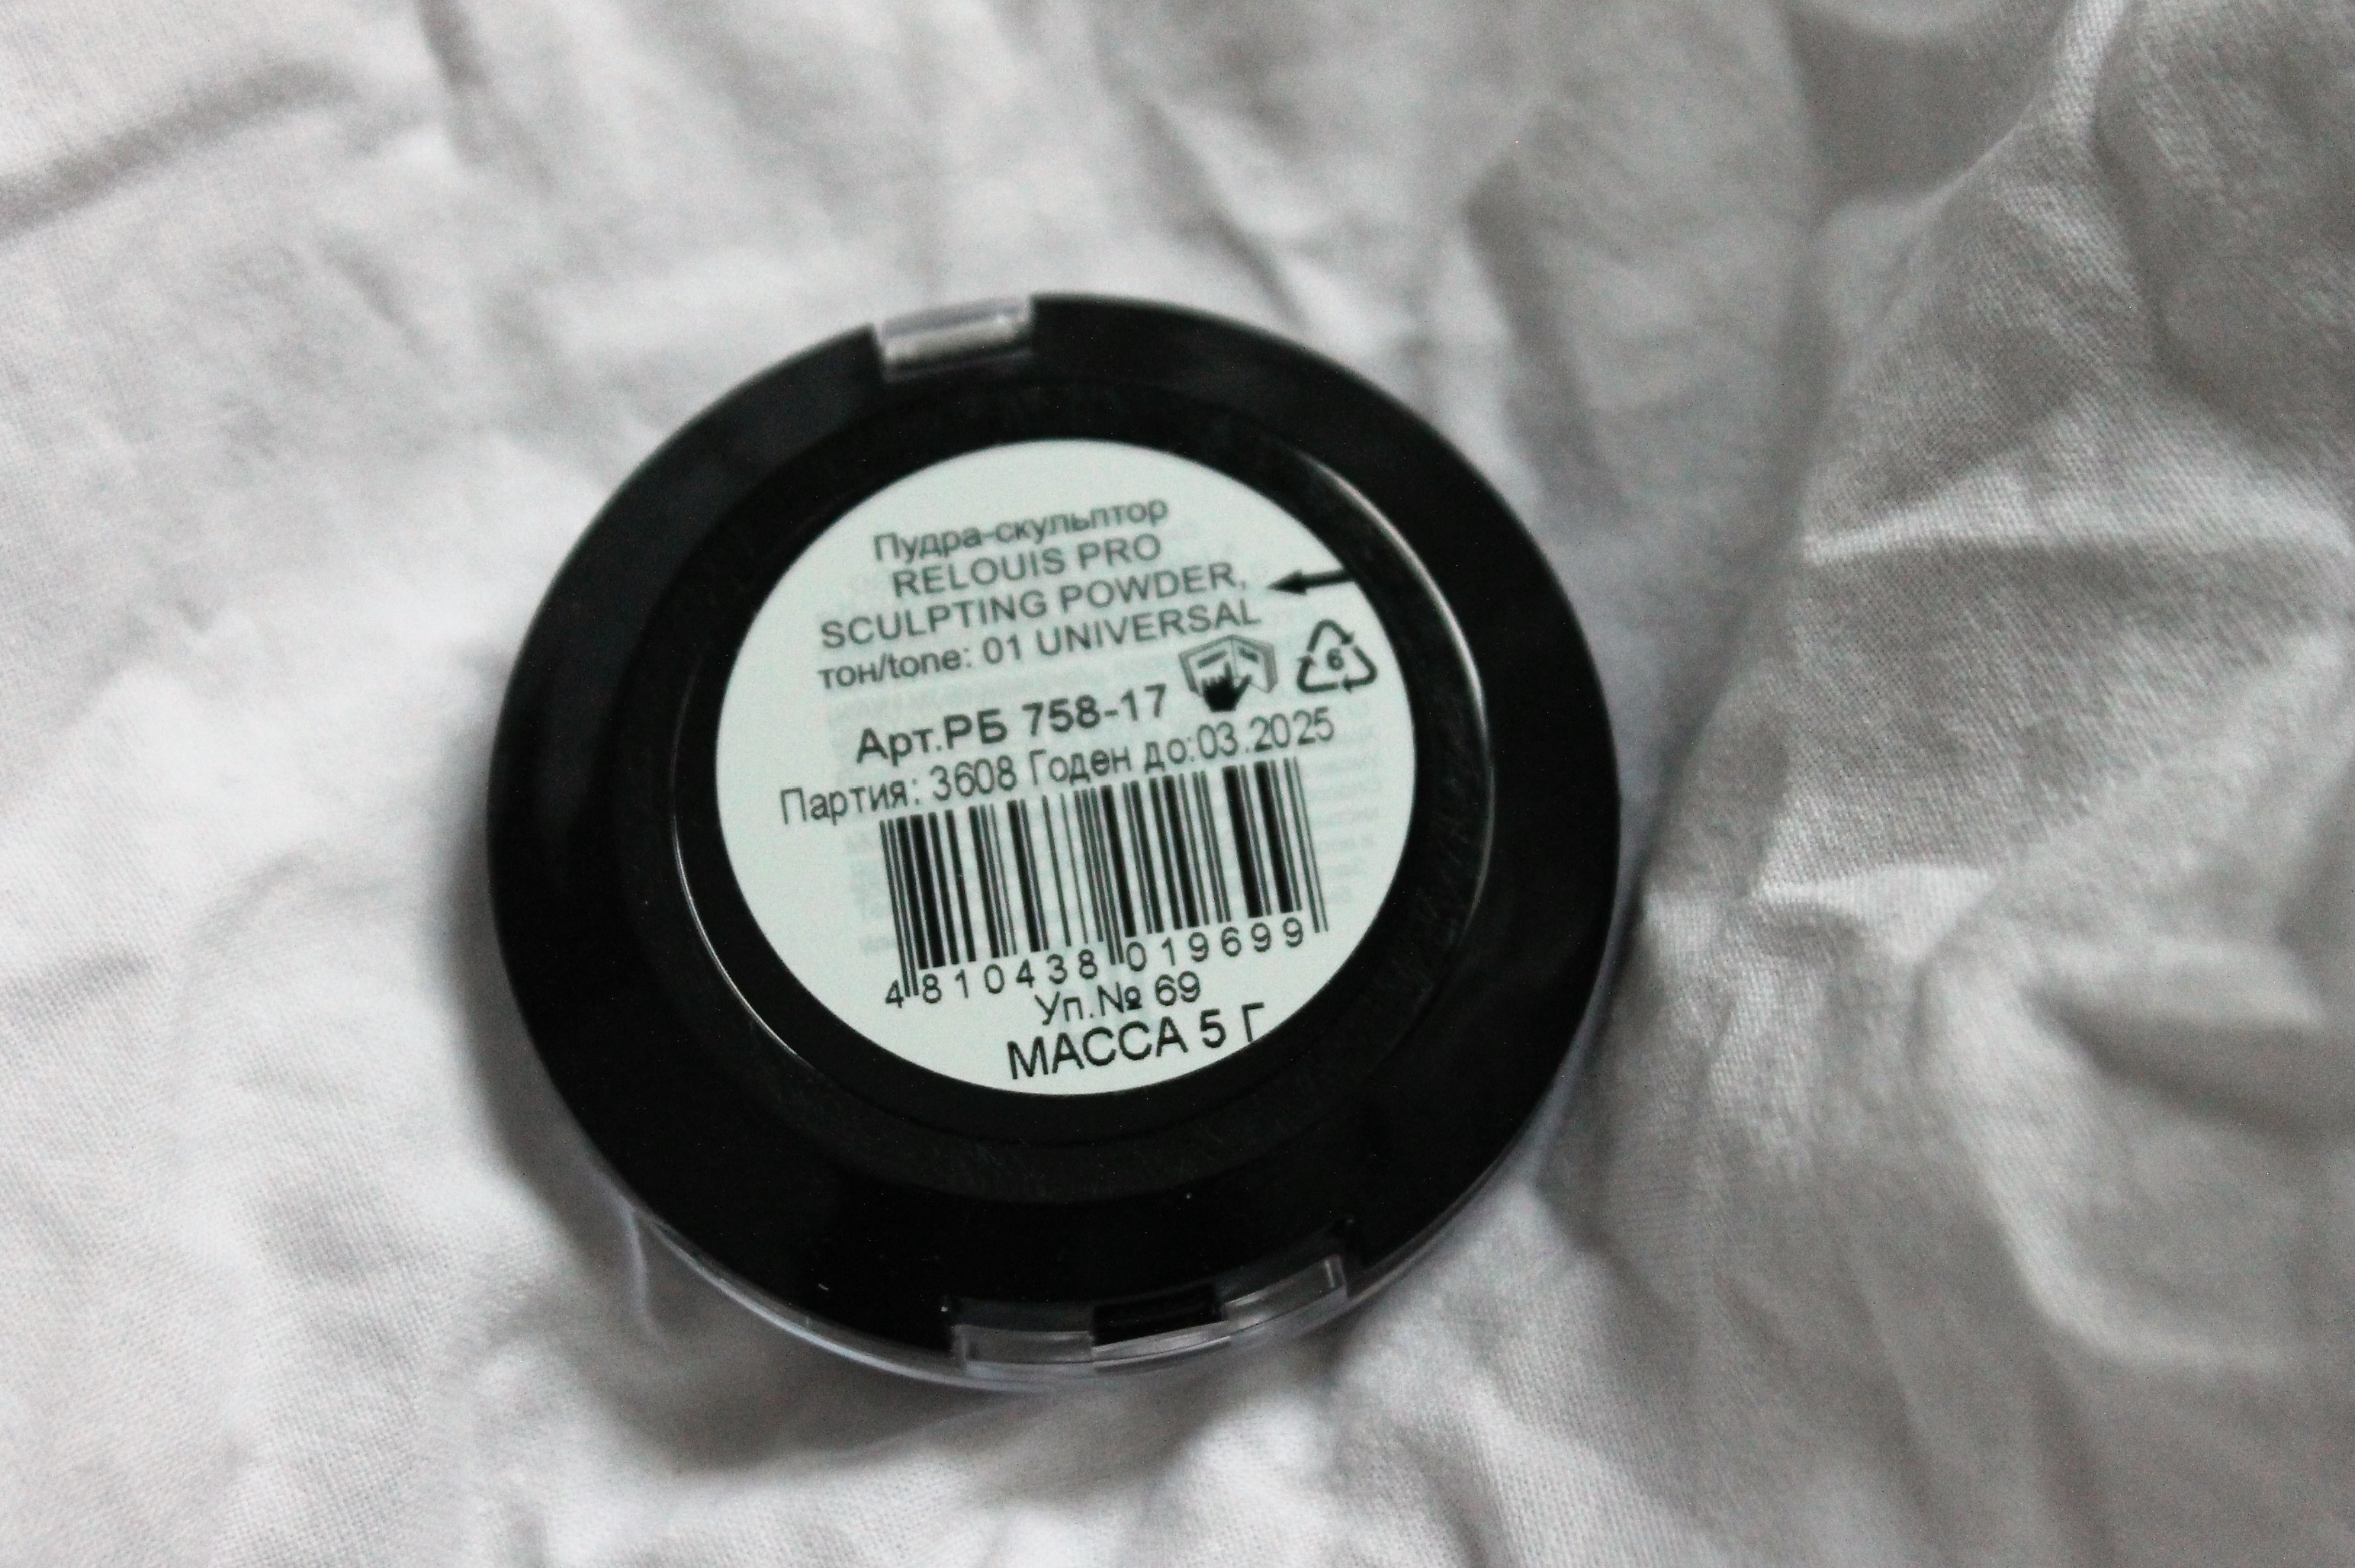 Пудра-скульптор
RELOUIS PRO
SCULPTING POWDER,
тон/tone: 01 UNIVERSAL
6
Арт.РБ 758-17
Партия: 3608 Годен до:03.2025
4 810438 019699
Уп.№ 69
МАССА 5 Г